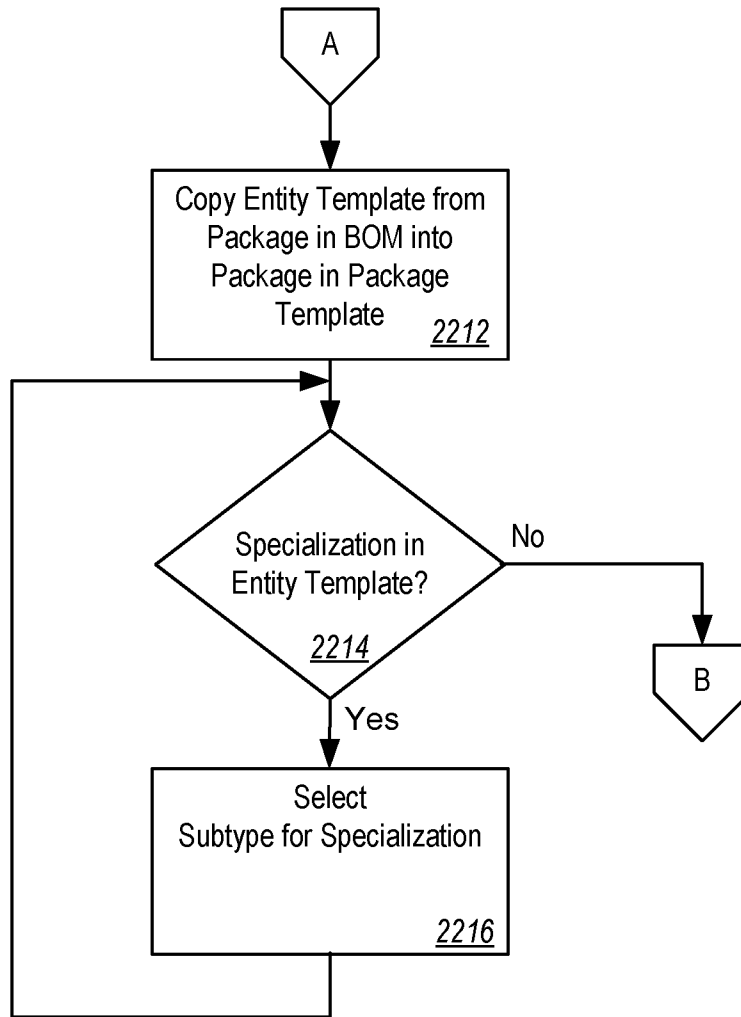 A
Copy Entity Template from
Package in BOM into
Package in Package
Template
2212
Specialization in
Entity Template?
2214
No
B
Yes
Select
Subtype for Specialization
2216